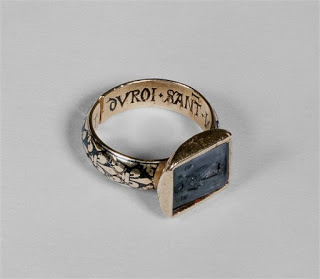 DVROI · SANT · L